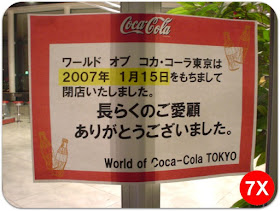 Coca-Cola
ワールド オブ コカ・コーラ東京は
2007年 1月15日をもちまして
閉店いたしました。
長らくのご愛顧
ありがとうございました。
World of Coca-Cola TOKYO
7X